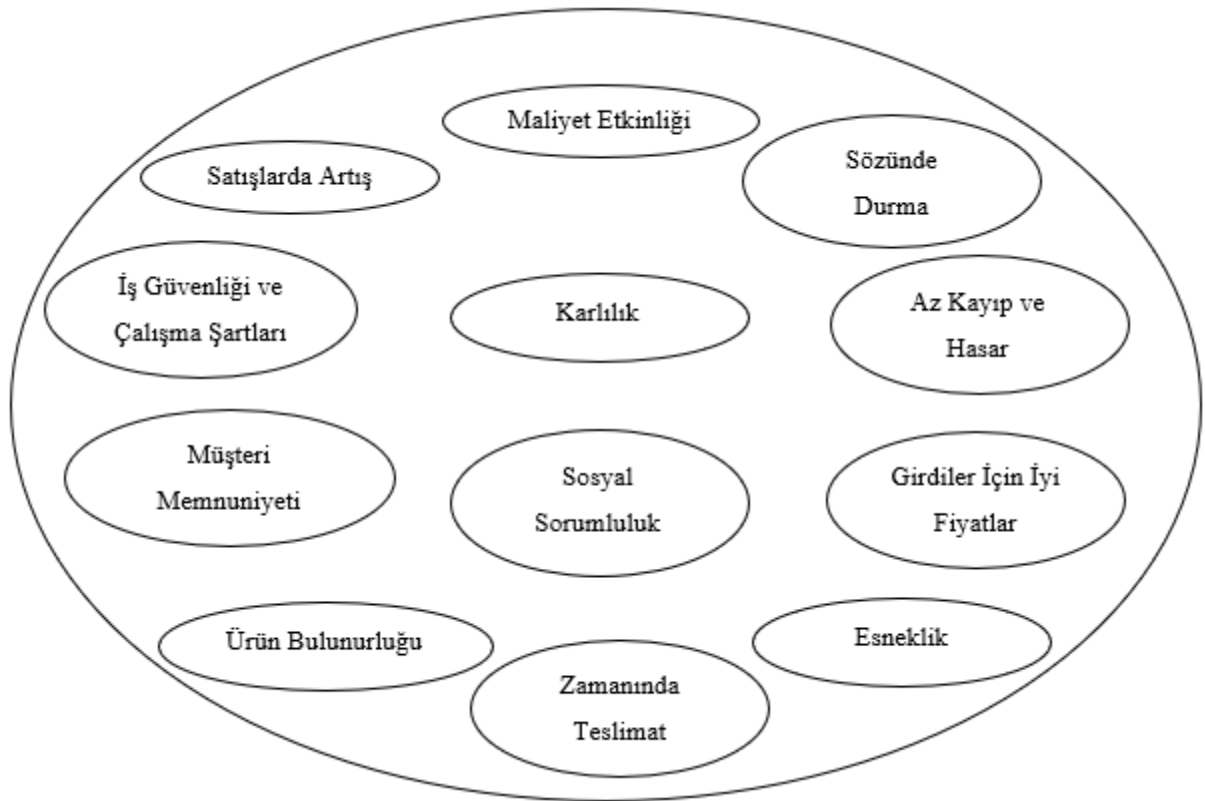 Maliyet Etkinliği
Satışlarda Artış
Sözünde
Durma
İş Güvenliği ve
Çalışma Şartları
Karlılık
Az Kayıp ve
Hasar
Müşteri
Memnuniyeti
Sosyal
Sorumluluk
Girdiler İçin İyi
Fiyatlar
Ürün Bulunurluğu
Zamanında
Teslimat
Esneklik